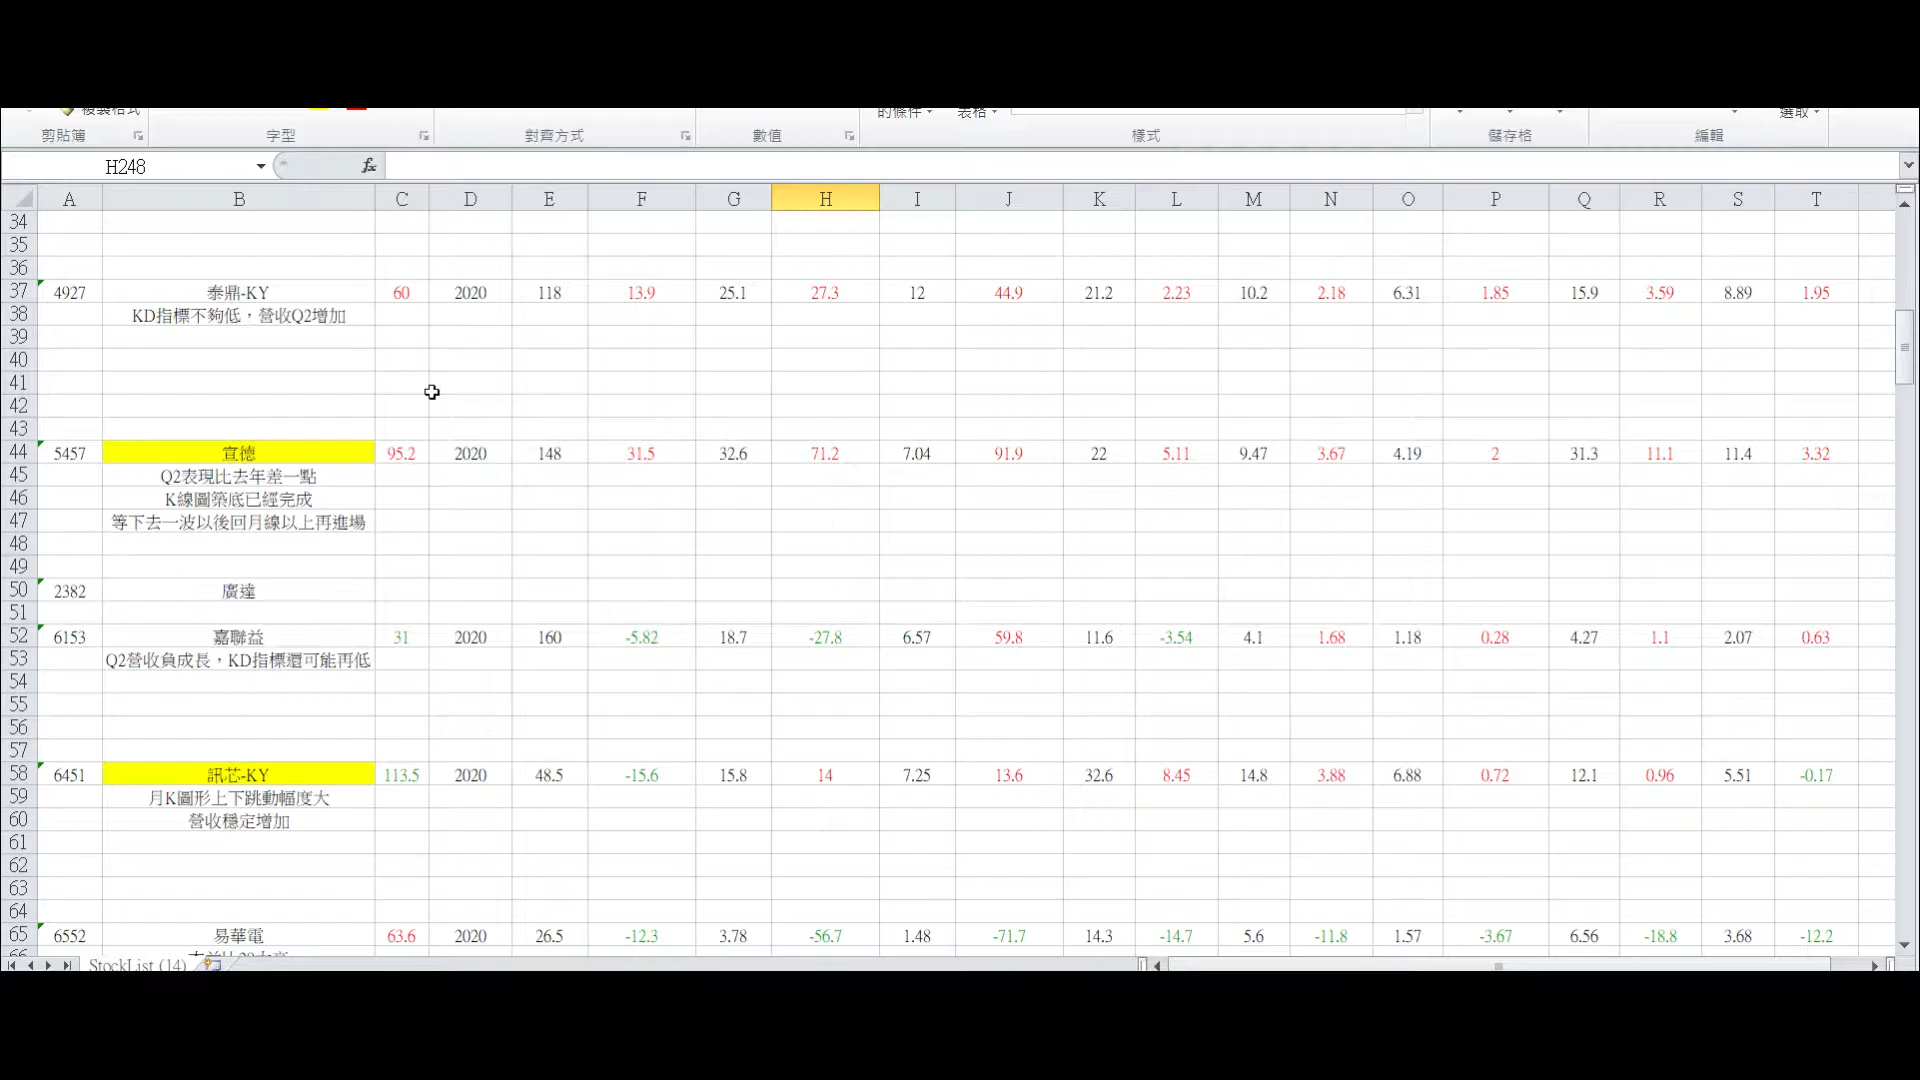 複製格式 的條件 表格 選取
剪貼簿 字型 對齊方式 數值 樣式 儲存格 編輯
H248 fx
A B C D E F G H I J K L M N O P Q R S T
34
35
36
37 4927 泰鼎-KY 60 2020 118 13.9 25.1 27.3 12 44.9 21.2 2.23 10.2 2.18 6.31 1.85 15.9 3.59 8.89 1.95
38 KD指標不夠低，營收Q2增加
39
40
41
42
43
44 5457 宣德 95.2 2020 148 31.5 32.6 71.2 7.04 91.9 22 5.11 9.47 3.67 4.19 2 31.3 11.1 11.4 3.32
45 Q2表現比去年差一點
46 K線圖築底已經完成
47 等下去一波以後回月線以上再進場
48
49
50 2382 廣達
51
52 6153 嘉聯益 31 2020 160 -5.82 18.7 -27.8 6.57 59.8 11.6 -3.54 4.1 1.68 1.18 0.28 4.27 1.1 2.07 0.63
53 Q2營收負成長，KD指標還可能再低
54
55
56
57
58 6451 訊芯-KY 113.5 2020 48.5 -15.6 15.8 14 7.25 13.6 32.6 8.45 14.8 3.88 6.88 0.72 12.1 0.96 5.51 -0.17
59 月K圖形上下跳動幅度大
60 營收穩定增加
61
62
63
64
65 6552 易華電 63.6 2020 26.5 -12.3 3.78 -56.7 1.48 -71.7 14.3 -14.7 5.6 -11.8 1.57 -3.67 6.56 -18.8 3.68 -12.2
66
StockList (14)